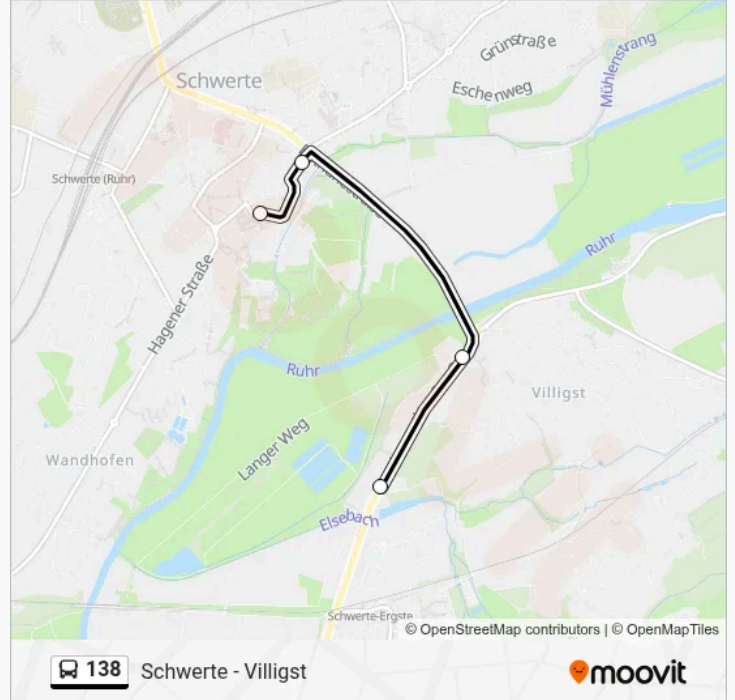 Grünstraße
Mühlenstrang
Schwerte
Eschenweg
Schwerte (Ruhr)
Ruhr
Hagener Straße
Ruhr
Villigst
Langer Weg
Wandhofen
Elsebach
Schwerte-Ergste
© OpenStreetMap contributors | © OpenMapTiles
138 Schwerte - Villigst
moovit